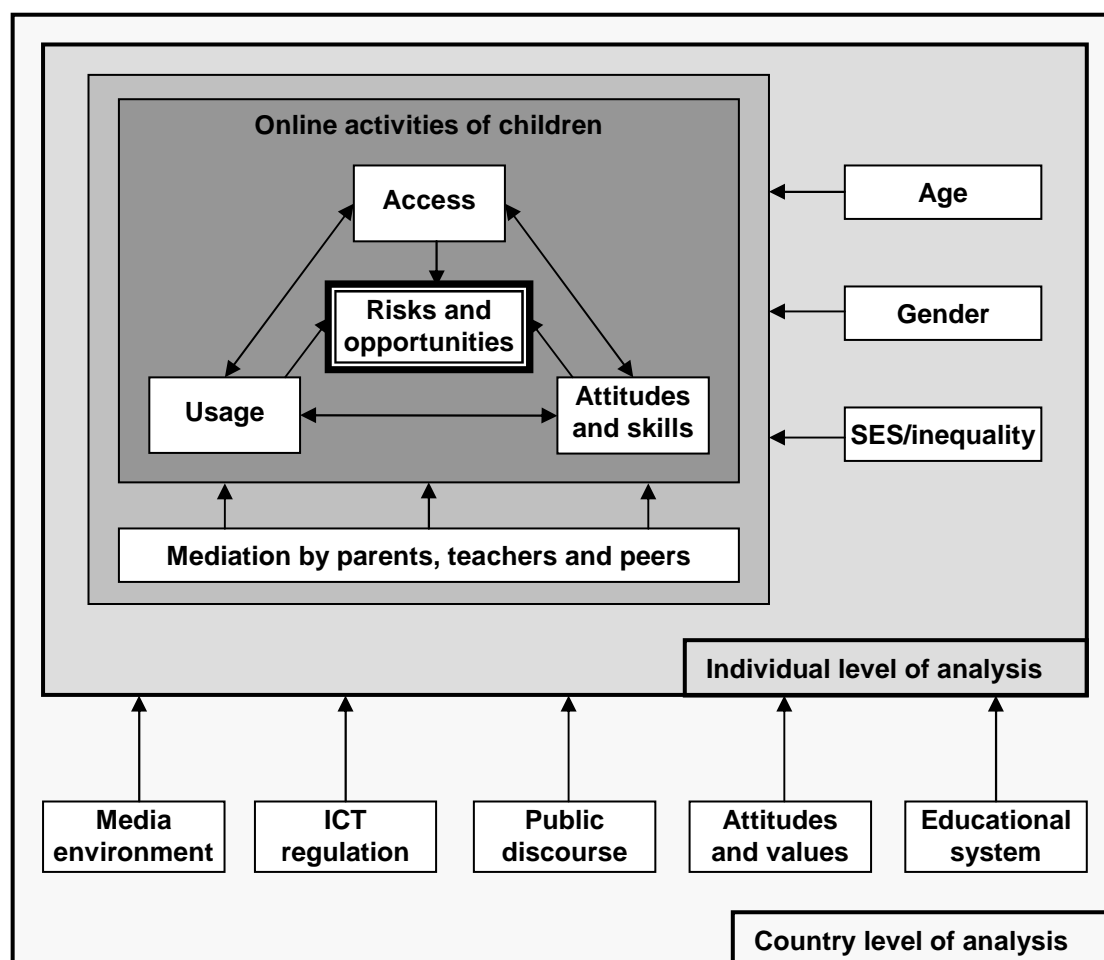 Online activities of children
Access
Age
Risks and
opportunities
Gender
Usage
Attitudes
and skills
SES/inequality
Mediation by parents, teachers and peers
Individual level of analysis
Media
environment
ICT
regulation
Public
discourse
Attitudes
and values
Educational
system
Country level of analysis